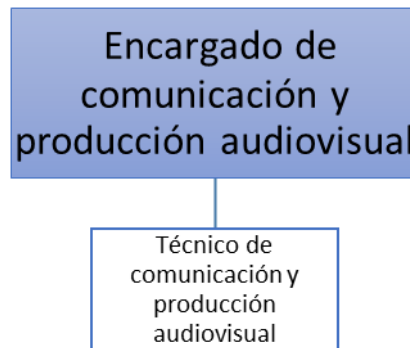 Encargado de
comunicación y
producción audiovisual
Técnico de
comunicación y
producción
audiovisual